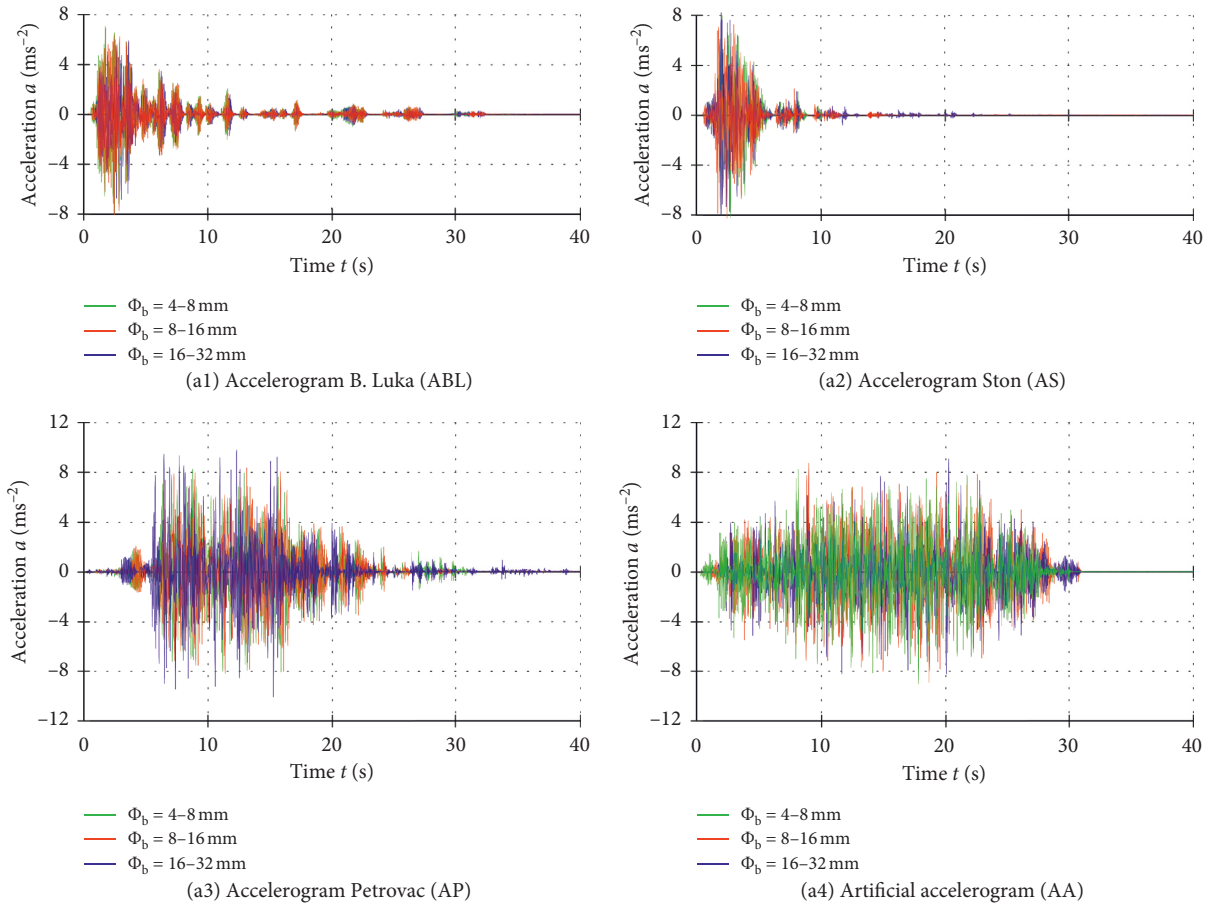 8
4
0
−4
−8
Acceleration a (ms−2)
0 10 20 30 40
Time t (s)
Φb = 4–8 mm
Φb = 8–16 mm
Φb = 16–32 mm
(a1) Accelerogram B. Luka (ABL)
8
4
0
−4
−8
Acceleration a (ms−2)
0 10 20 30 40
Time t (s)
Φb = 4–8 mm
Φb = 8–16 mm
Φb = 16–32 mm
(a2) Accelerogram Ston (AS)
12
8
4
0
−4
−8
−12
Acceleration a (ms−2)
0 10 20 30 40
Time t (s)
Φb = 4–8 mm
Φb = 8–16 mm
Φb = 16–32 mm
(a3) Accelerogram Petrovac (AP)
12
8
4
0
−4
−8
−12
Acceleration a (ms−2)
0 10 20 30 40
Time t (s)
Φb = 4–8 mm
Φb = 8–16 mm
Φb = 16–32 mm
(a4) Artificial accelerogram (AA)